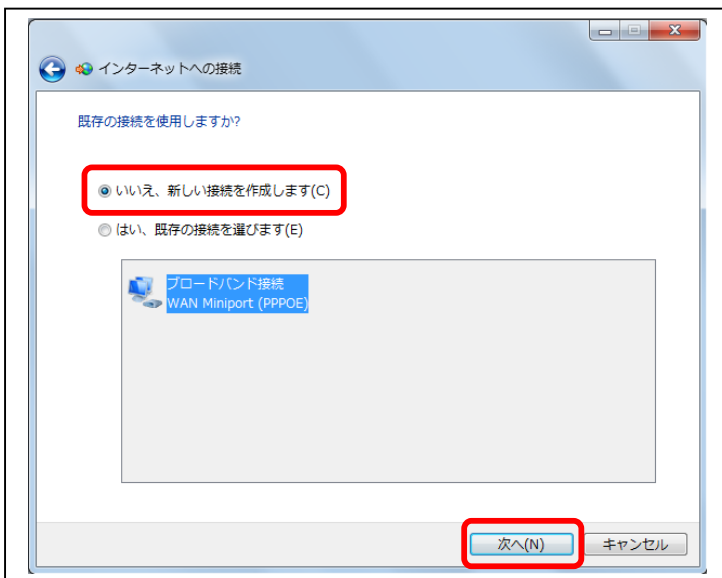 インターネットへの接続
既存の接続を使用しますか?
いいえ、新しい接続を作成します(C)
はい、既存の接続を選びます(E)
ブロードバンド接続
WAN Miniport (PPPOE)
次へ(N)
キャンセル